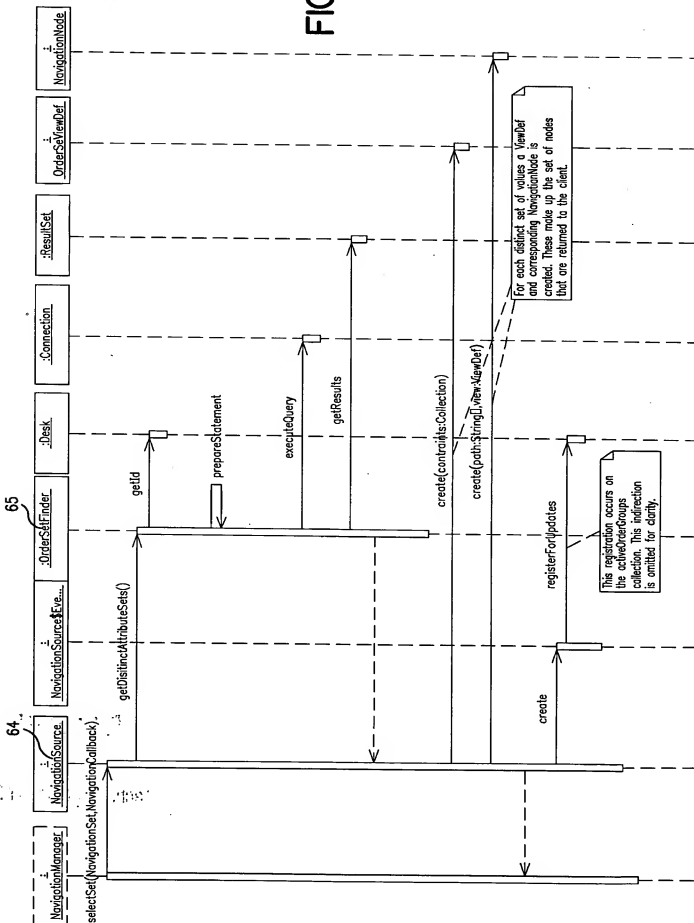 FIG
64
65
:
NavigationManager
:
NavigationSource
:
NavigationSource$Eve...
:OrderSetFinder
:Desk
:Connection
:ResultSet
:
OrderSeViewDef
:
NavigationNode
selectSet(NavigationSet,NavigationCallback)
getDisitinctAttributeSets()
getId
prepareStatement
executeQuery
getResults
create(contraints:Collection)
create(path:String[],view:ViewDef)
For each distinct set of values a ViewDef
and corresponding NavigationNode is
created. These make up the set of nodes
that are returned to the client.
create
registerForUpdates
This registration occurs on
the activeOrderGroups
collection. This indirection
is omitted for clarity.